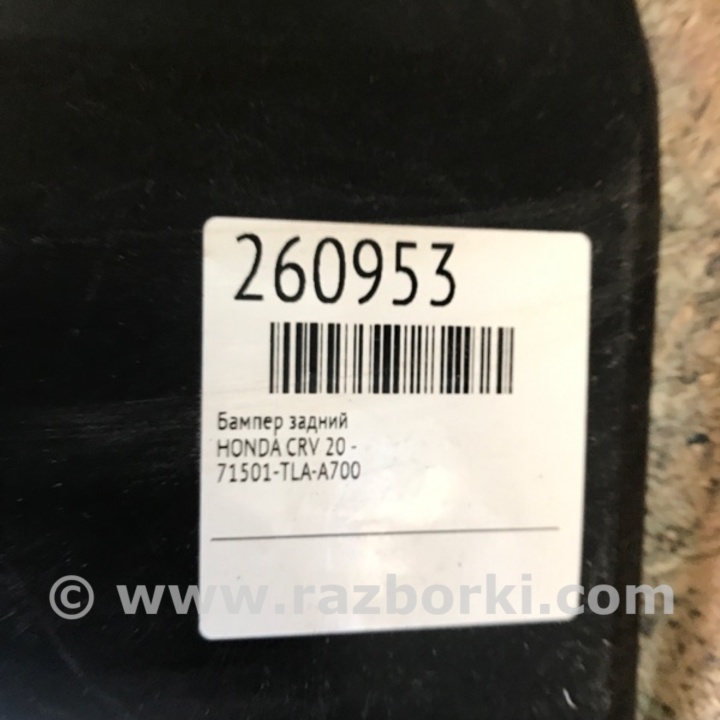 260953
Бампер задний
HONDA CRV 20 -
71501-TLA-A700
© www.razborki.com